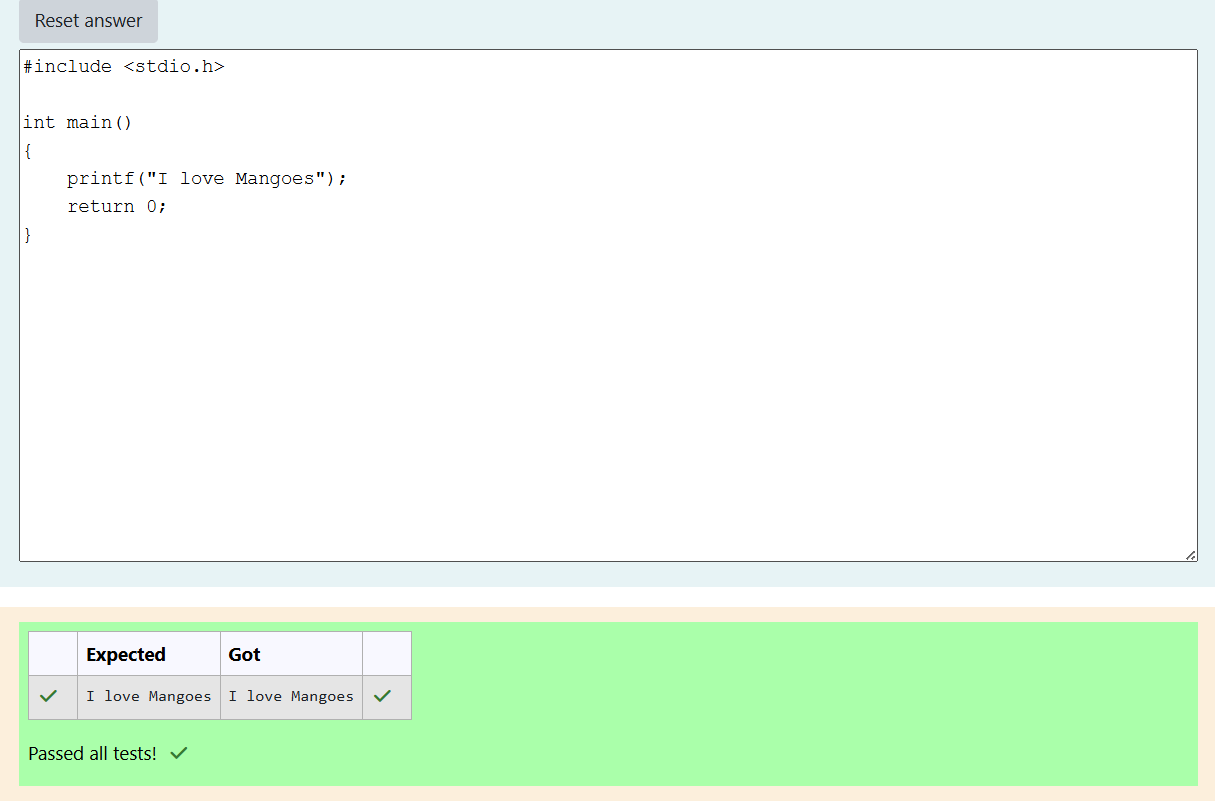 Reset answer
#include <stdio.h>
int main()
{
    printf("I love Mangoes");
    return 0;
}
Expected Got
I love Mangoes I love Mangoes
Passed all tests!